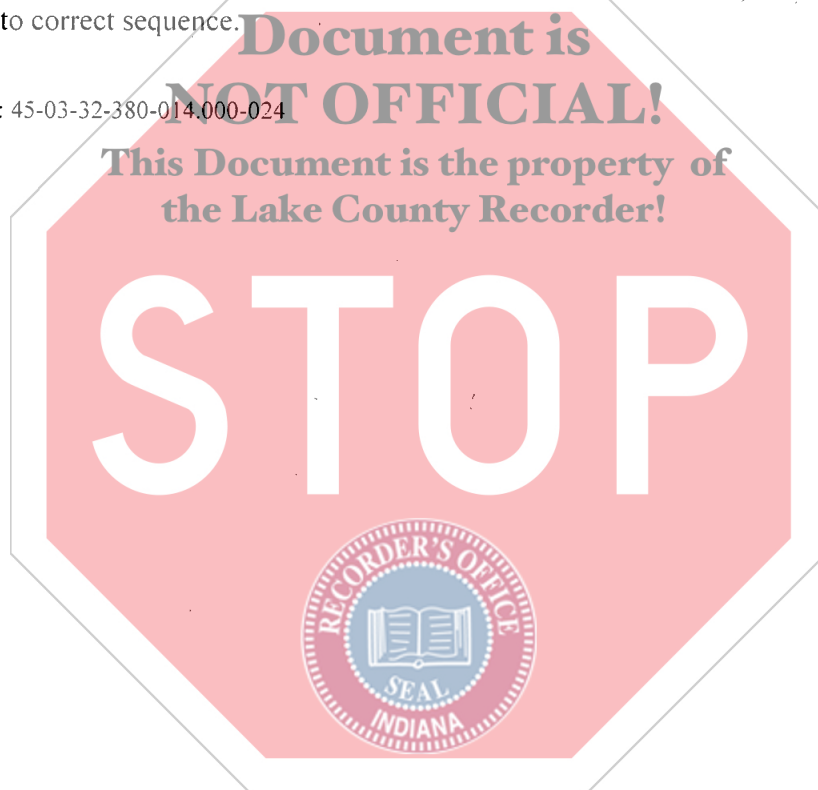 to correct sequence.
Document is
NOT OFFICIAL!
: 45-03-32-380-014.000-024
This Document is the property of
the Lake County Recorder!
STOP
RECORDER'S OFFICE
SEAL
INDIANA